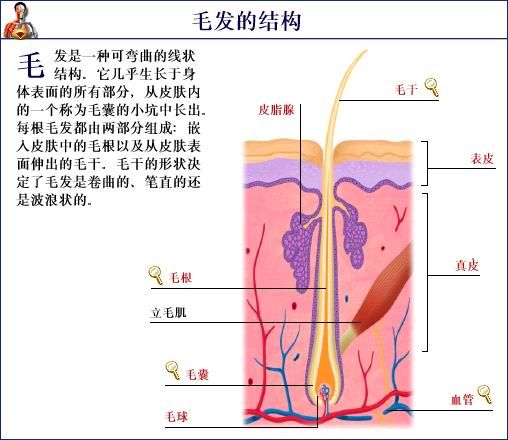 毛发的结构
毛发是一种可弯曲的线状
结构。它几乎生长于身
体表面的所有部分，从皮肤内
的一个称为毛囊的小坑中长出。
每根毛发都由两部分组成：嵌
入皮肤中的毛根以及从皮肤表
面伸出的毛干。毛干的形状决
定了毛发是卷曲的、笔直的还
是波浪状的。
毛干
皮脂腺
表皮
真皮
毛根
立毛肌
毛囊
血管
毛球